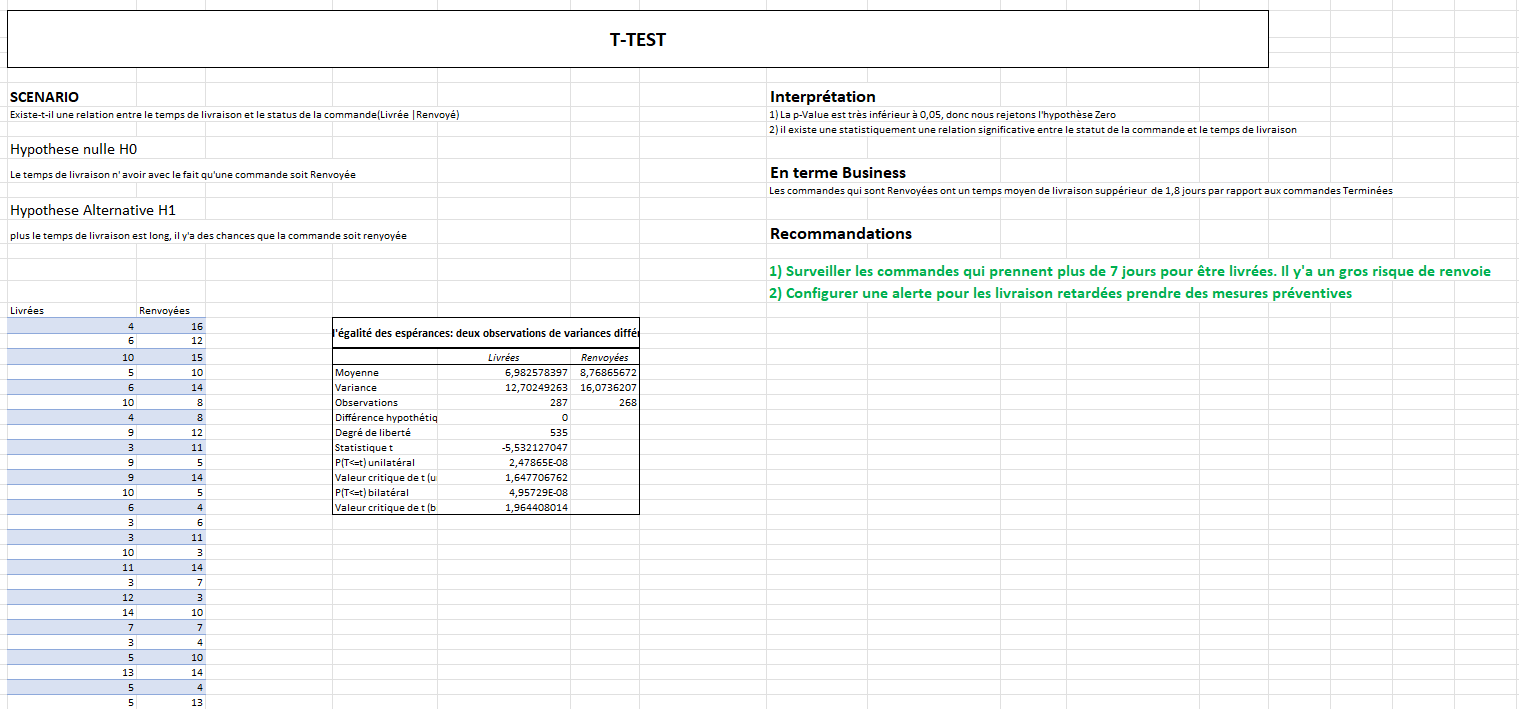 T-TEST
SCENARIO
Existe-t-il une relation entre le temps de livraison et le status de la commande(Livrée |Renvoyé)
Hypothese nulle H0
Le temps de livraison n' avoir avec le fait qu'une commande soit Renvoyée
Hypothese Alternative H1
plus le temps de livraison est long, il y'a des chances que la commande soit renyoyée
Interprétation
1) La p-Value est très inférieur à 0,05, donc nous rejetons l'hypothèse Zero
2) il existe une statistiquement une relation significative entre le statut de la commande et le temps de livraison
En terme Business
Les commandes qui sont Renvoyées ont un temps moyen de livraison suppérieur de 1,8 jours par rapport aux commandes Terminées
Recommandations
1) Surveiller les commandes qui prennent plus de 7 jours pour être livrées. Il y'a un gros risque de renvoie
2) Configurer une alerte pour les livraison retardées prendre des mesures préventives
Livrées Renvoyées
4 16
6 12
10 15
5 10
6 14
10 8
4 8
9 12
3 11
9 5
9 14
10 5
6 4
3 6
3 11
10 3
11 14
3 7
12 3
14 10
7 7
3 4
5 10
13 14
5 4
5 13
l'égalité des espérances: deux observations de variances différ
Livrées Renvoyées
Moyenne 6,982578397 8,76865672
Variance 12,70249263 16,0736207
Observations 287 268
Différence hypothétiq 0
Degré de liberté 535
Statistique t -5,532127047
P(T<=t) unilatéral 2,47865E-08
Valeur critique de t (u 1,647706762
P(T<=t) bilatéral 4,95729E-08
Valeur critique de t (b 1,964408014